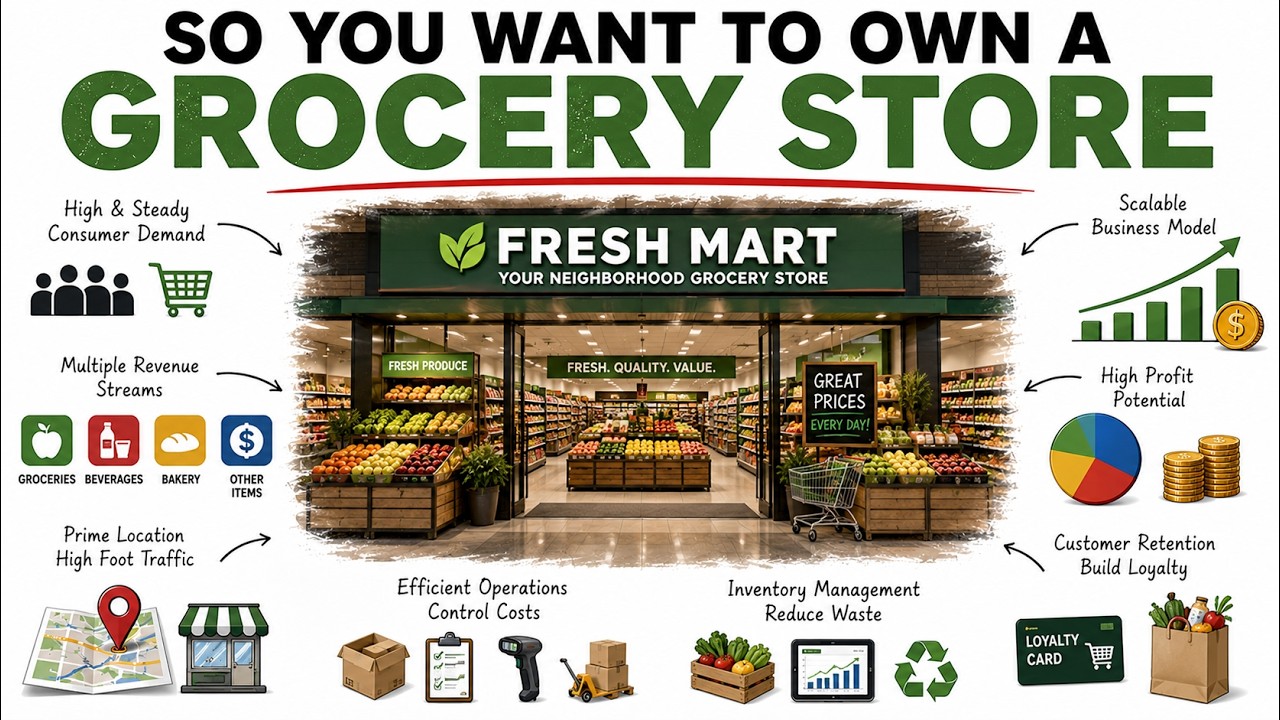 SO YOU WANT TO OWN A
GROCERY STORE
High & Steady
Consumer Demand
Scalable
Business Model
FRESH MART
YOUR NEIGHBORHOOD GROCERY STORE
FRESH PRODUCE
FRESH. QUALITY. VALUE.
GREAT
PRICES
EVERY DAY!
Multiple Revenue
Streams
GROCERIES
BEVERAGES
BAKERY
OTHER
ITEMS
High Profit
Potential
Prime Location
High Foot Traffic
Efficient Operations
Control Costs
Inventory Management
Reduce Waste
Customer Retention
Build Loyalty
LOYALTY
CARD